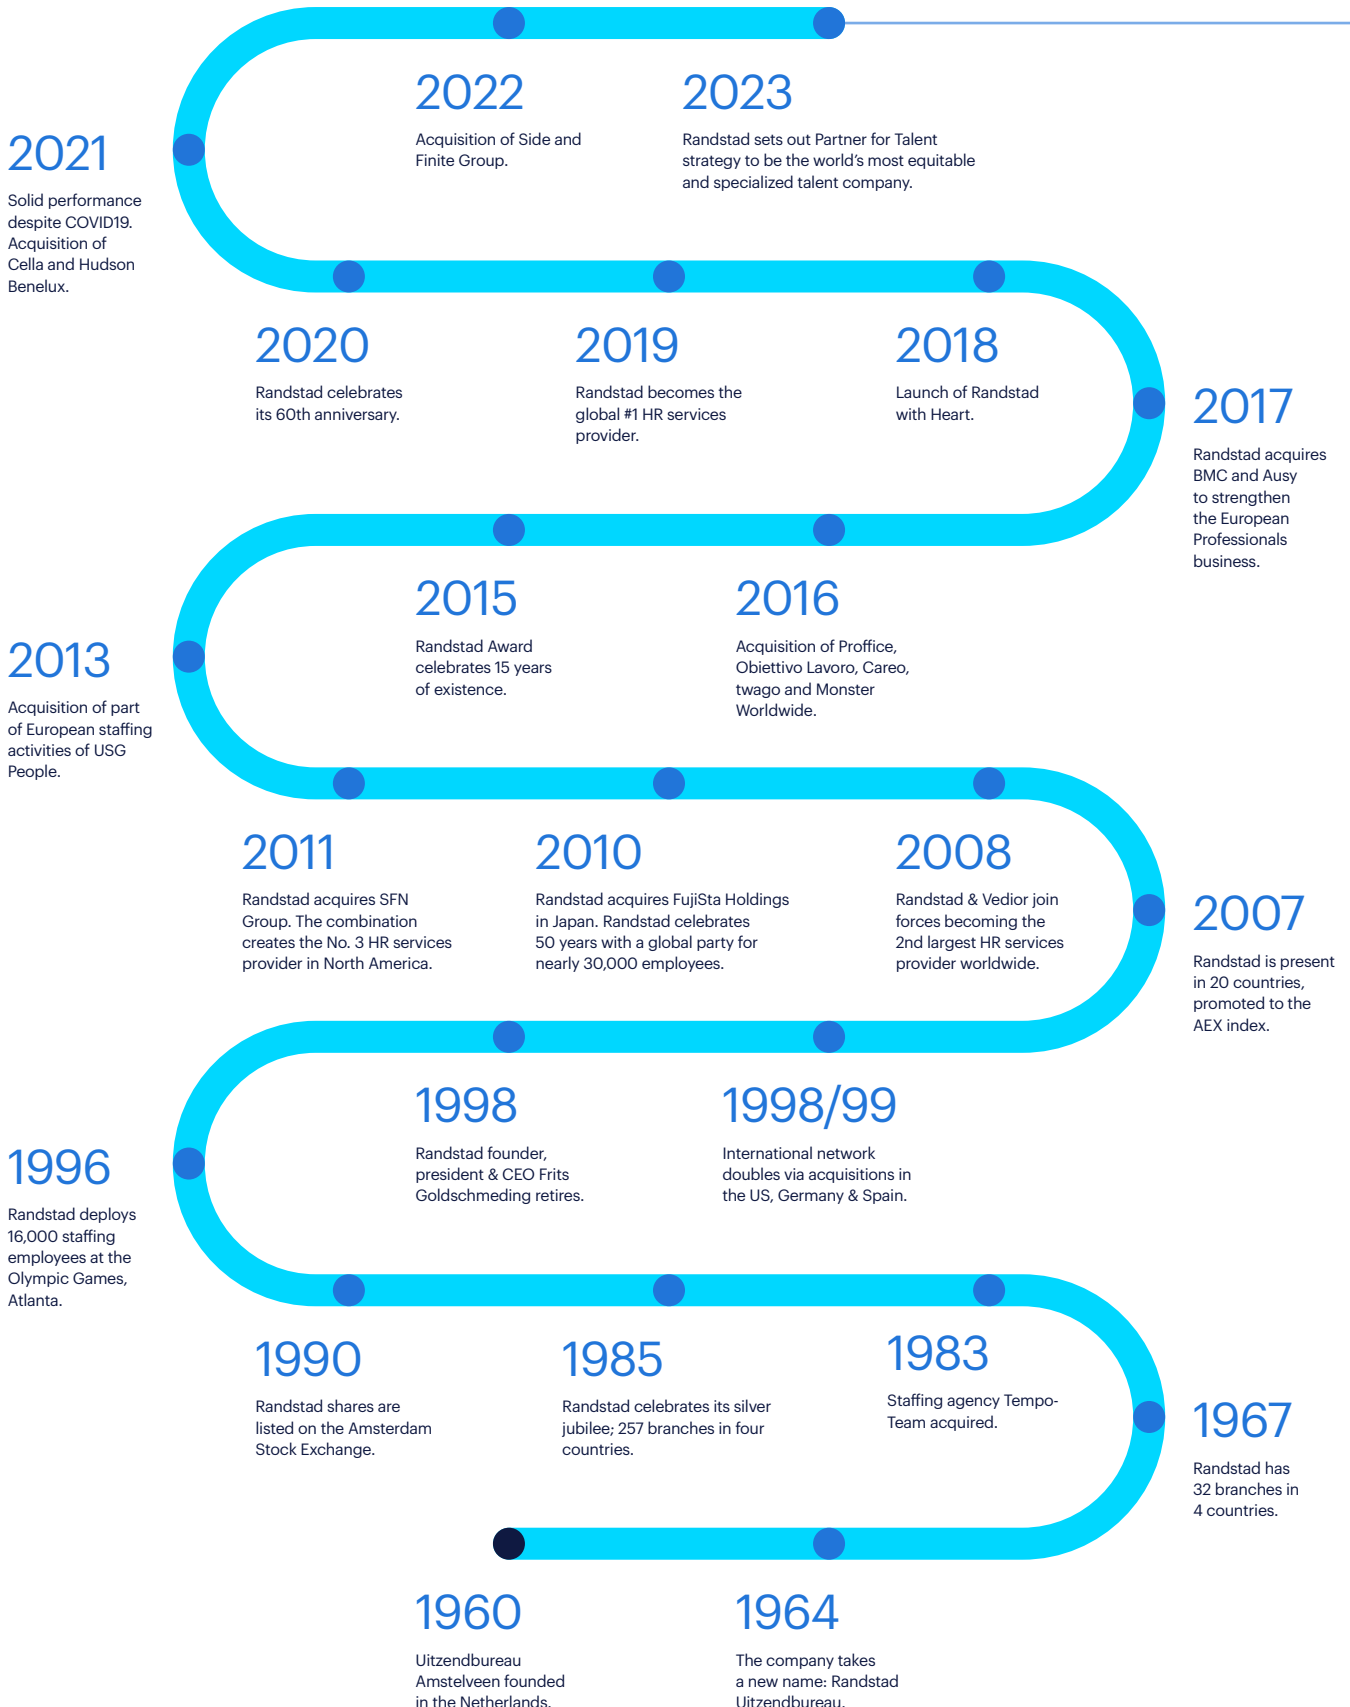 2022
Acquisition of Side and
Finite Group.
2023
Randstad sets out Partner for Talent
strategy to be the world’s most equitable
and specialized talent company.
2021
Solid performance
despite COVID19.
Acquisition of
Cella and Hudson
Benelux.
2020
Randstad celebrates
its 60th anniversary.
2019
Randstad becomes the
global #1 HR services
provider.
2018
Launch of Randstad
with Heart.
2017
Randstad acquires
BMC and Ausy
to strengthen
the European
Professionals
business.
2015
Randstad Award
celebrates 15 years
of existence.
2016
Acquisition of Proffice,
Obiettivo Lavoro, Careo,
twago and Monster
Worldwide.
2013
Acquisition of part
of European staffing
activities of USG
People.
2011
Randstad acquires SFN
Group. The combination
creates the No. 3 HR services
provider in North America.
2010
Randstad acquires FujiSta Holdings
in Japan. Randstad celebrates
50 years with a global party for
nearly 30,000 employees.
2008
Randstad & Vedior join
forces becoming the
2nd largest HR services
provider worldwide.
2007
Randstad is present
in 20 countries,
promoted to the
AEX index.
1998
Randstad founder,
president & CEO Frits
Goldschmeding retires.
1998/99
International network
doubles via acquisitions in
the US, Germany & Spain.
1996
Randstad deploys
16,000 staffing
employees at the
Olympic Games,
Atlanta.
1990
Randstad shares are
listed on the Amsterdam
Stock Exchange.
1985
Randstad celebrates its silver
jubilee; 257 branches in four
countries.
1983
Staffing agency Tempo-
Team acquired.
1967
Randstad has
32 branches in
4 countries.
1960
Uitzendbureau
Amstelveen founded
in the Netherlands.
1964
The company takes
a new name: Randstad
Uitzendbureau.